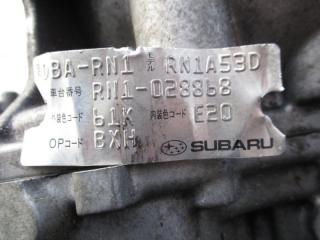 DBA-RN1 RN1A53D
車台番号 RN1-028868
外装色コード 61K 内装色コード E20
OPコード BXH SUBARU